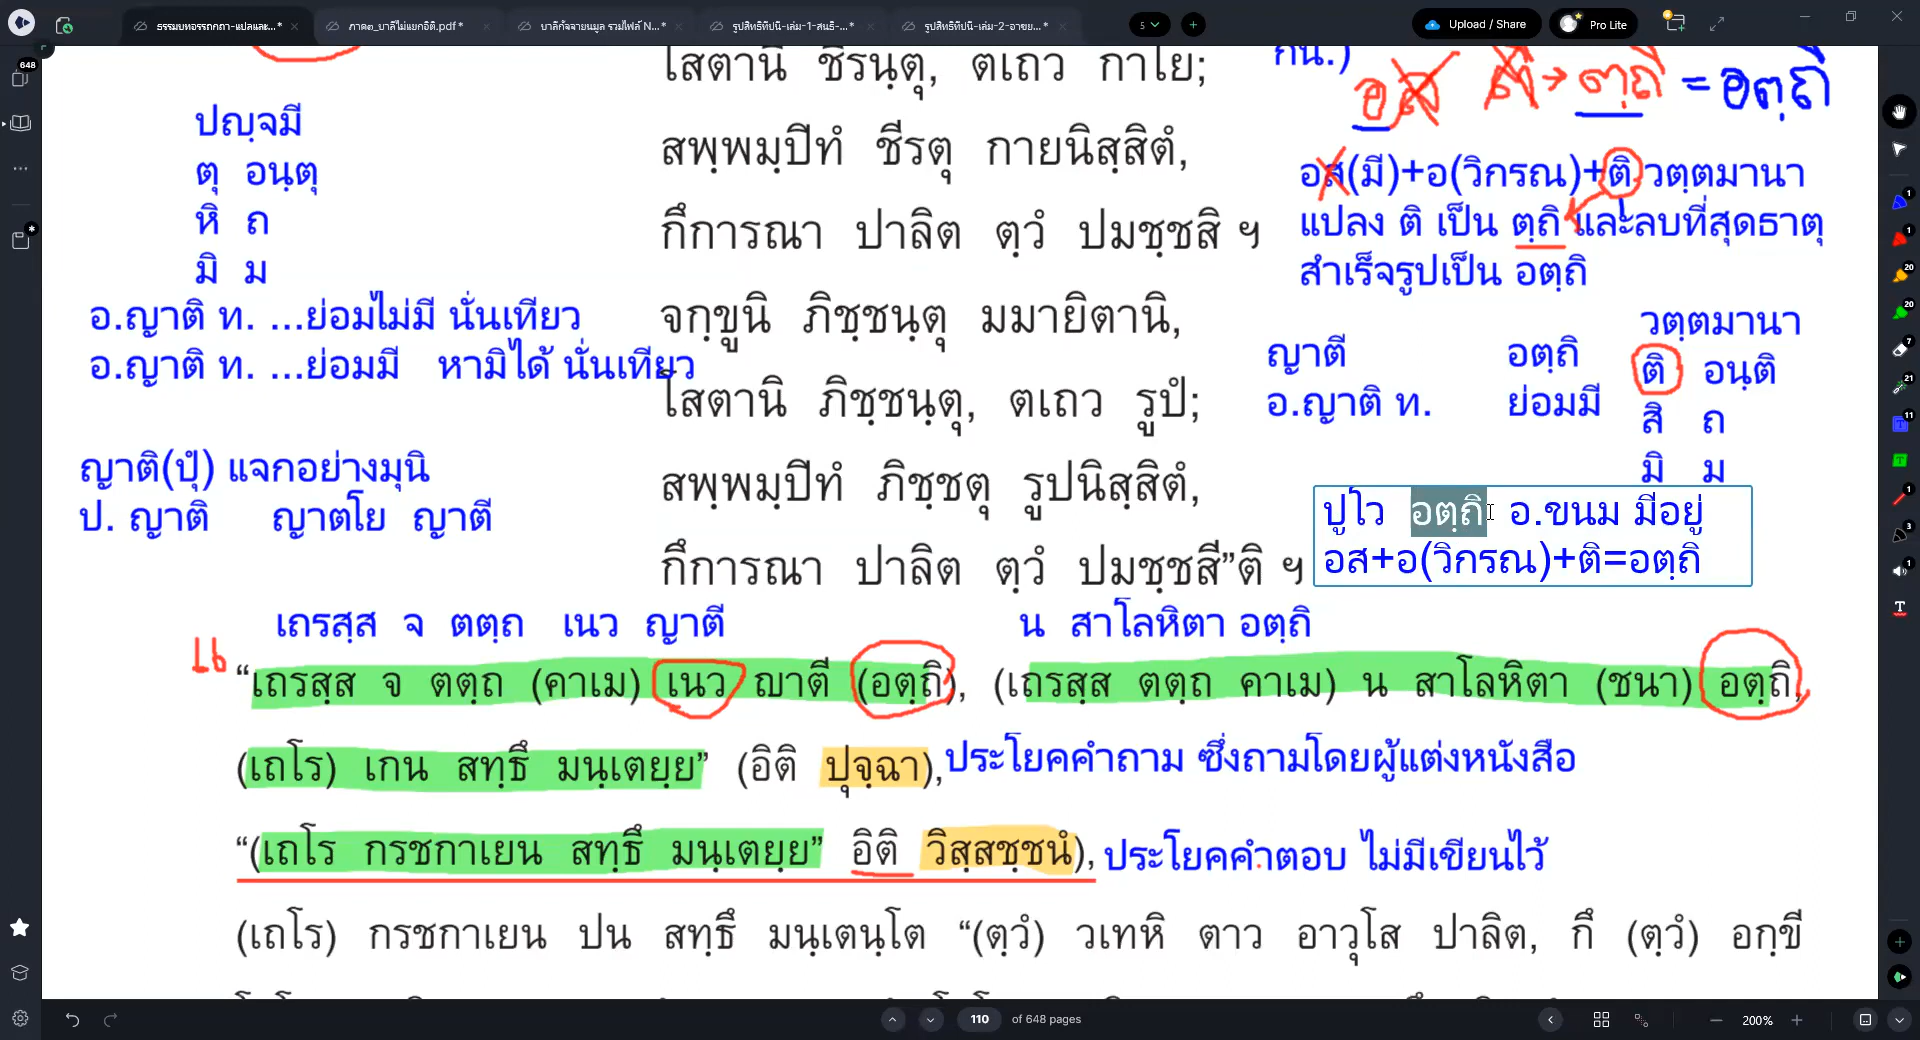 ธรรมบทอรรถกถา-แปลและ...*
ภาค๓_บาลีไม่แยกอิติ.pdf *
บาลีกัจจายนมูล รวมไฟล์ N...*
รูปสิทธิทีปนี-เล่ม-1-สนธิ-...*
รูปสิทธิทีปนี-เล่ม-2-อาขย...*
5
Upload / Share
Pro Lite
648
โสตานิ ชีรนฺตุ, ตเถว กาโย;
กัน.)
อส ติ → ตฺถิ = อตฺถิ
ปญฺจมี
ตุ อนฺตุ
หิ ถ
มิ ม
สพฺพมฺปีทํ ชีรตุ กายนิสฺสิตํ,
อส(มี)+อ(วิกรณ)+ติ วตฺตมานา
แปลง ติ เป็น ตฺถิ และลบที่สุดธาตุ
สำเร็จรูปเป็น อตฺถิ
กึการณา ปาลิต ตฺวํ ปมชฺชสิ ฯ
อ.ญาติ ท. ...ย่อมไม่มี นั่นเทียว
อ.ญาติ ท. ...ย่อมมี หามิได้ นั่นเทียว
จกฺขูนิ ภิชฺชนฺตุ มมายิตานิ,
วตฺตมานา
ติ อนฺติ
สิ ถ
มิ ม
ญาตี อตฺถิ
อ.ญาติ ท. ย่อมมี
โสตานิ ภิชฺชนฺตุ, ตเถว รูปํ;
ญาติ(ปุํ) แจกอย่างมุนิ
ป. ญาติ ญาตโย ญาตี
สพฺพมฺปีทํ ภิชฺชตุ รูปนิสฺสิตํ,
ปูโว อตฺถิ อ.ขนม มีอยู่
อส+อ(วิกรณ)+ติ=อตฺถิ
กึการณา ปาลิต ตฺวํ ปมชฺชสี”ติ ฯ
เถรสฺส จ ตตฺถ เนว ญาตี
น สาโลหิตา อตฺถิ
“เถรสฺส จ ตตฺถ (คาเม) เนว ญาตี (อตฺถิ), (เถรสฺส ตตฺถ คาเม) น สาโลหิตา (ชนา) อตฺถิ,
(เถโร) เกน สทฺธึ มนฺเตยฺย” (อิติ ปุจฺฉา),
ประโยคคำถาม ซึ่งถามโดยผู้แต่งหนังสือ
“(เถโร กรชกาเยน สทฺธึ มนฺเตยฺย” อิติ วิสฺสชฺชนํ),
ประโยคคำตอบ ไม่มีเขียนไว้
(เถโร) กรชกาเยน ปน สทฺธึ มนฺเตนฺโต “(ตฺวํ) วเทหิ ตาว อาวุโส ปาลิต, กึ (ตฺวํ) อกฺขี
110 of 648 pages
200%